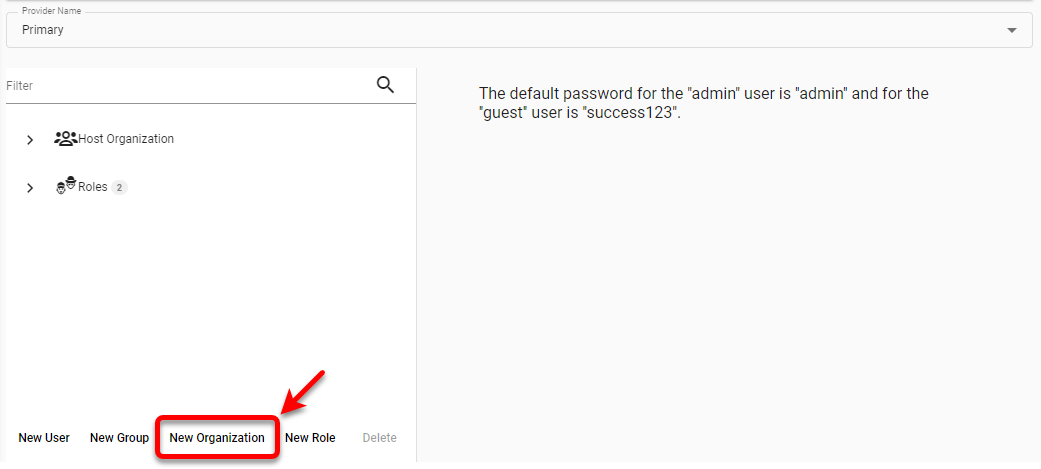 Provider Name
Primary
Filter
Host Organization
Roles 2
The default password for the "admin" user is "admin" and for the
"guest" user is "success123".
New User New Group New Organization New Role Delete